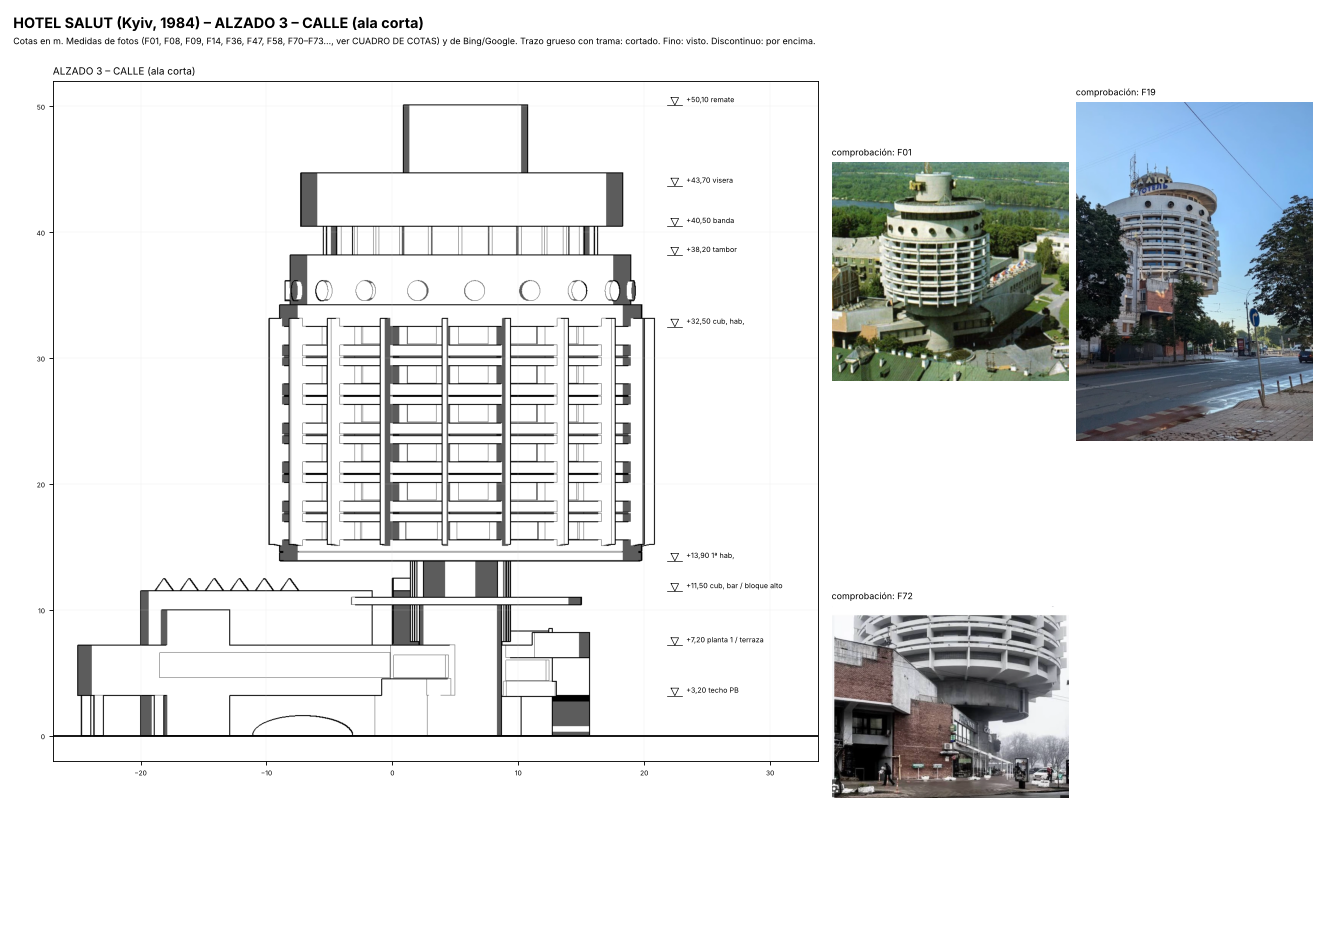 HOTEL SALUT (Kyiv, 1984) – ALZADO 3 – CALLE (ala corta)
Cotas en m. Medidas de fotos (F01, F08, F09, F14, F36, F47, F58, F70–F73..., ver CUADRO DE COTAS) y de Bing/Google. Trazo grueso con trama: cortado. Fino: visto. Discontinuo: por encima.
ALZADO 3 – CALLE (ala corta)
50
+50,10 remate
+43,70 visera
+40,50 banda
40
+38,20 tambor
+32,50 cub, hab,
30
20
+13,90 1ª hab,
+11,50 cub, bar / bloque alto
10
+7,20 planta 1 / terraza
+3,20 techo PB
0
−20
−10
0
10
20
30
comprobación: F01
comprobación: F19
comprobación: F72